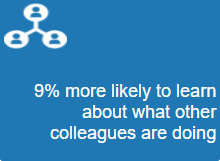 9% more likely to learn
about what other
colleagues are doing